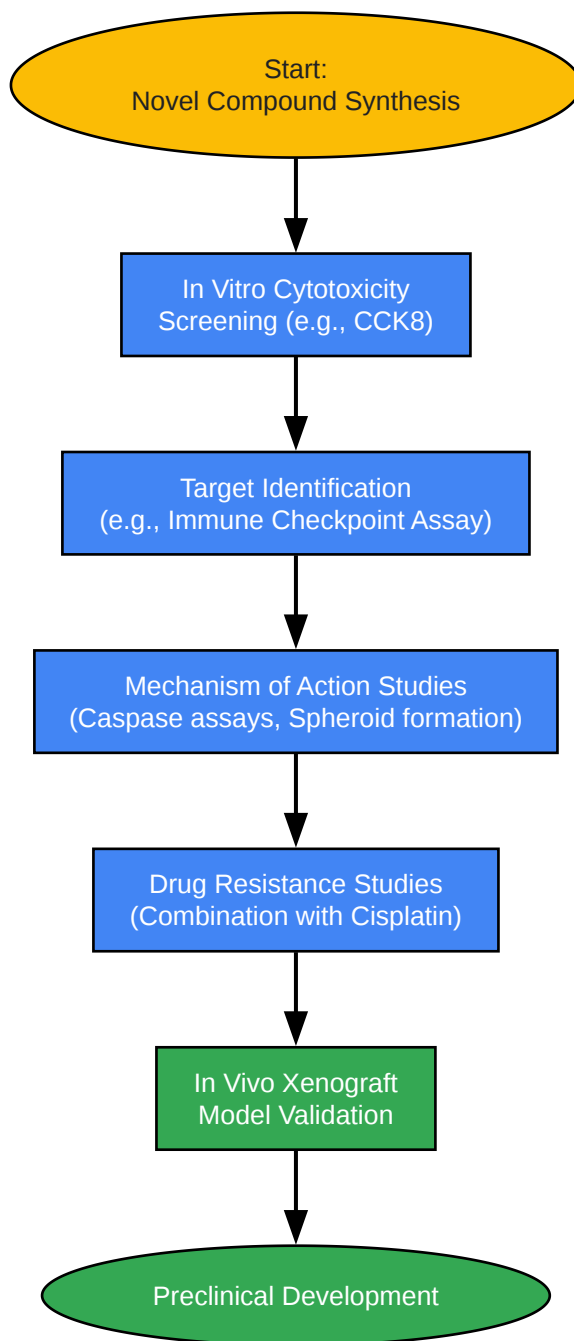 Start:
Novel Compound Synthesis
In Vitro Cytotoxicity
Screening (e.g., CCK8)
Target Identification
(e.g., Immune Checkpoint Assay)
Mechanism of Action Studies
(Caspase assays, Spheroid formation)
Drug Resistance Studies
(Combination with Cisplatin)
In Vivo Xenograft
Model Validation
Preclinical Development